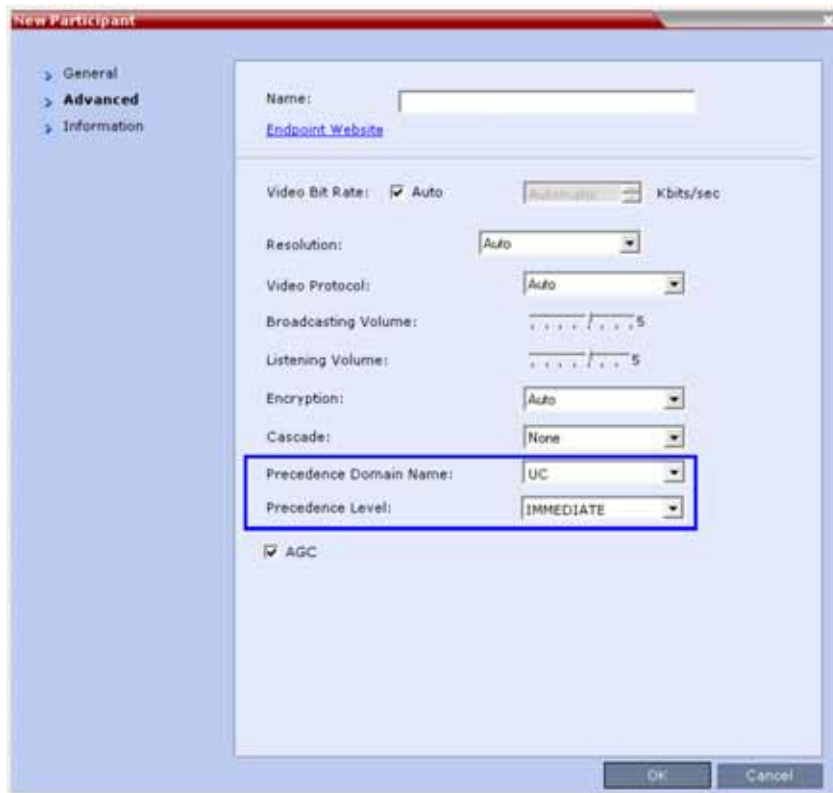 New Participant
General
Advanced
Information
Name:
Endpoint Website
Video Bit Rate: Auto Automatic Kbits/sec
Resolution: Auto
Video Protocol: Auto
Broadcasting Volume: 5
Listening Volume: 5
Encryption: Auto
Cascade: None
Precedence Domain Name: UC
Precedence Level: IMMEDIATE
AGC
OK Cancel